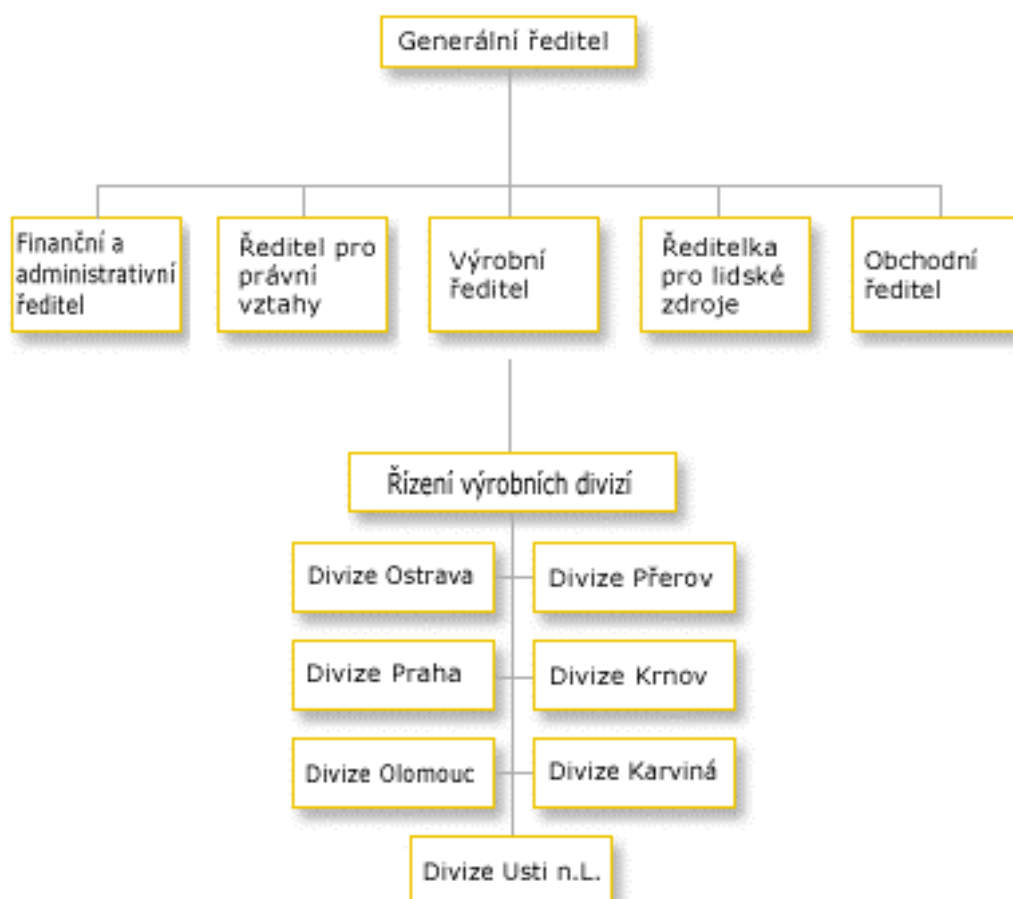 Generální ředitel
Finanční a
administrativní
ředitel
Ředitel pro
právní
vztahy
Výrobní
ředitel
Ředitelka
pro lidské
zdroje
Obchodní
ředitel
Řízení výrobních divizí
Divize Ostrava
Divize Přerov
Divize Praha
Divize Krnov
Divize Olomouc
Divize Karviná
Divize Usti n.L.